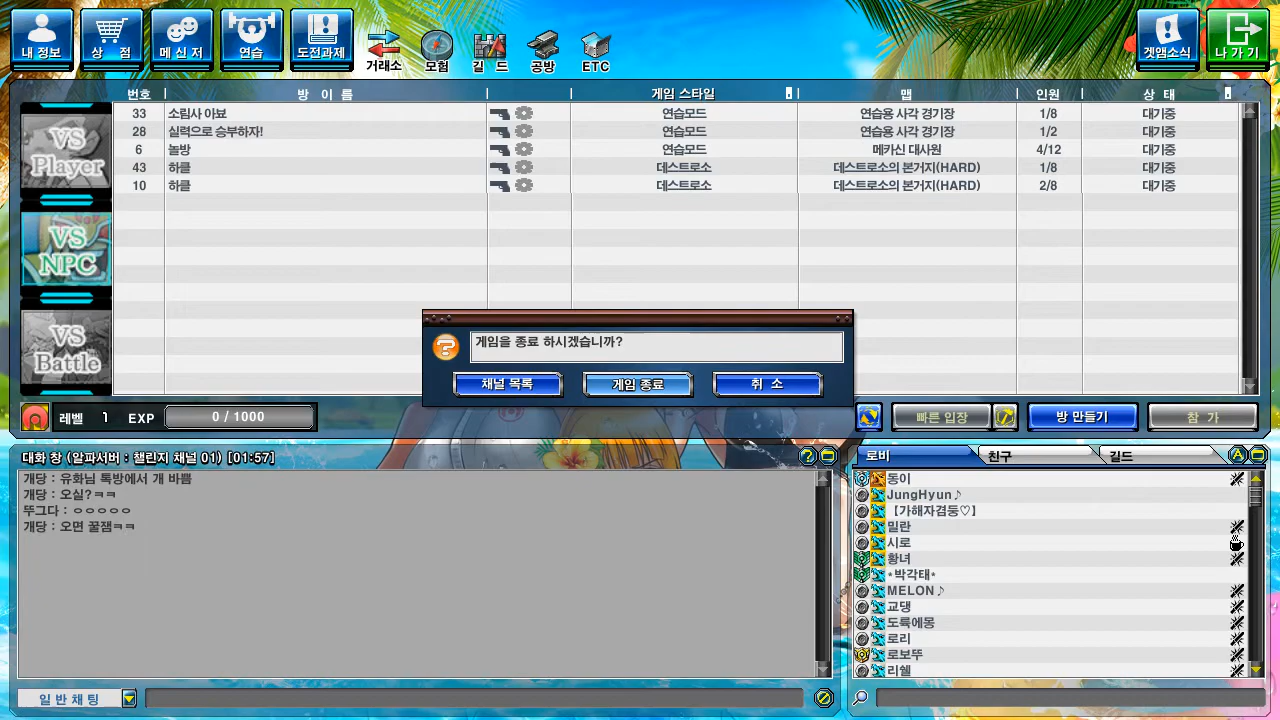 내 정보
상 점
메 신 저
연습
도전과제
거래소
모험
길 드
공방
ETC
겟앰소식
나 가 기
번호 방 이 름 게임 스타일 맵 인원 상 태
33 소림사 아뵤 연습모드 연습용 사각 경기장 1/8 대기중
28 실력으로 승부하자! 연습모드 연습용 사각 경기장 1/2 대기중
6 놀방 연습모드 메카신 대사원 4/12 대기중
43 하클 데스트로소 데스트로소의 본거지(HARD) 1/8 대기중
10 하클 데스트로소 데스트로소의 본거지(HARD) 2/8 대기중
VS
Player
VS
NPC
VS
Battle
게임을 종료 하시겠습니까?
채널 목록 게임 종료 취 소
레벨 1 EXP 0 / 1000
빠른 입장 방 만들기 참 가
대화 창 (알파서버 : 챌린지 채널 01) [01:57]
개당 : 유화님 톡방에서 개 바쁨
개당 : 오실?ㅋㅋ
뚜그다 : ㅇㅇㅇㅇㅇ
개당 : 오면 꿀잼ㅋㅋ
일 반 채 팅
로비 친구 길드
동이
JungHyun♪
【가해자겸둥♡】
밀란
시로
황녀
*박각태*
MELON♪
교댕
도륵에몽
로리
로보뚜
리쉘